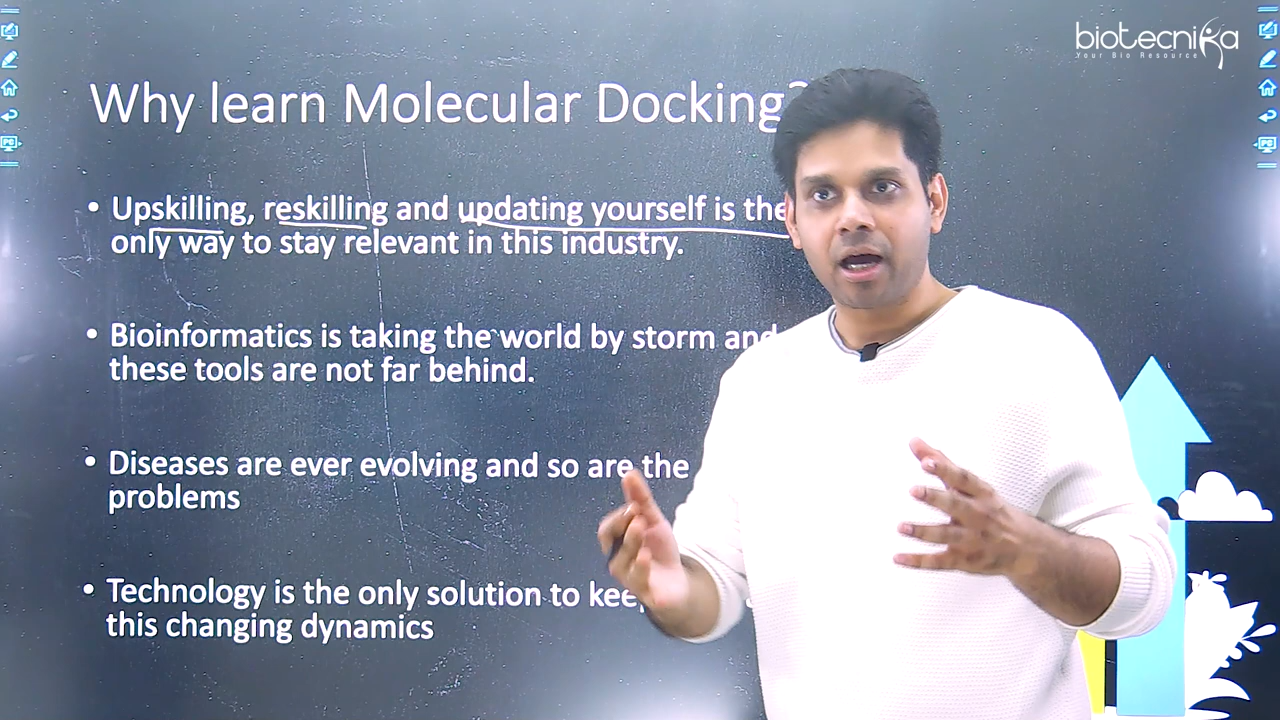 biotecnika
Your Bio Resource
Why learn Molecular Docking?
• Upskilling, reskilling and updating yourself is the
only way to stay relevant in this industry.
• Bioinformatics is taking the world by storm and
these tools are not far behind.
• Diseases are ever evolving and so are the
problems
• Technology is the only solution to
this changing dynamics